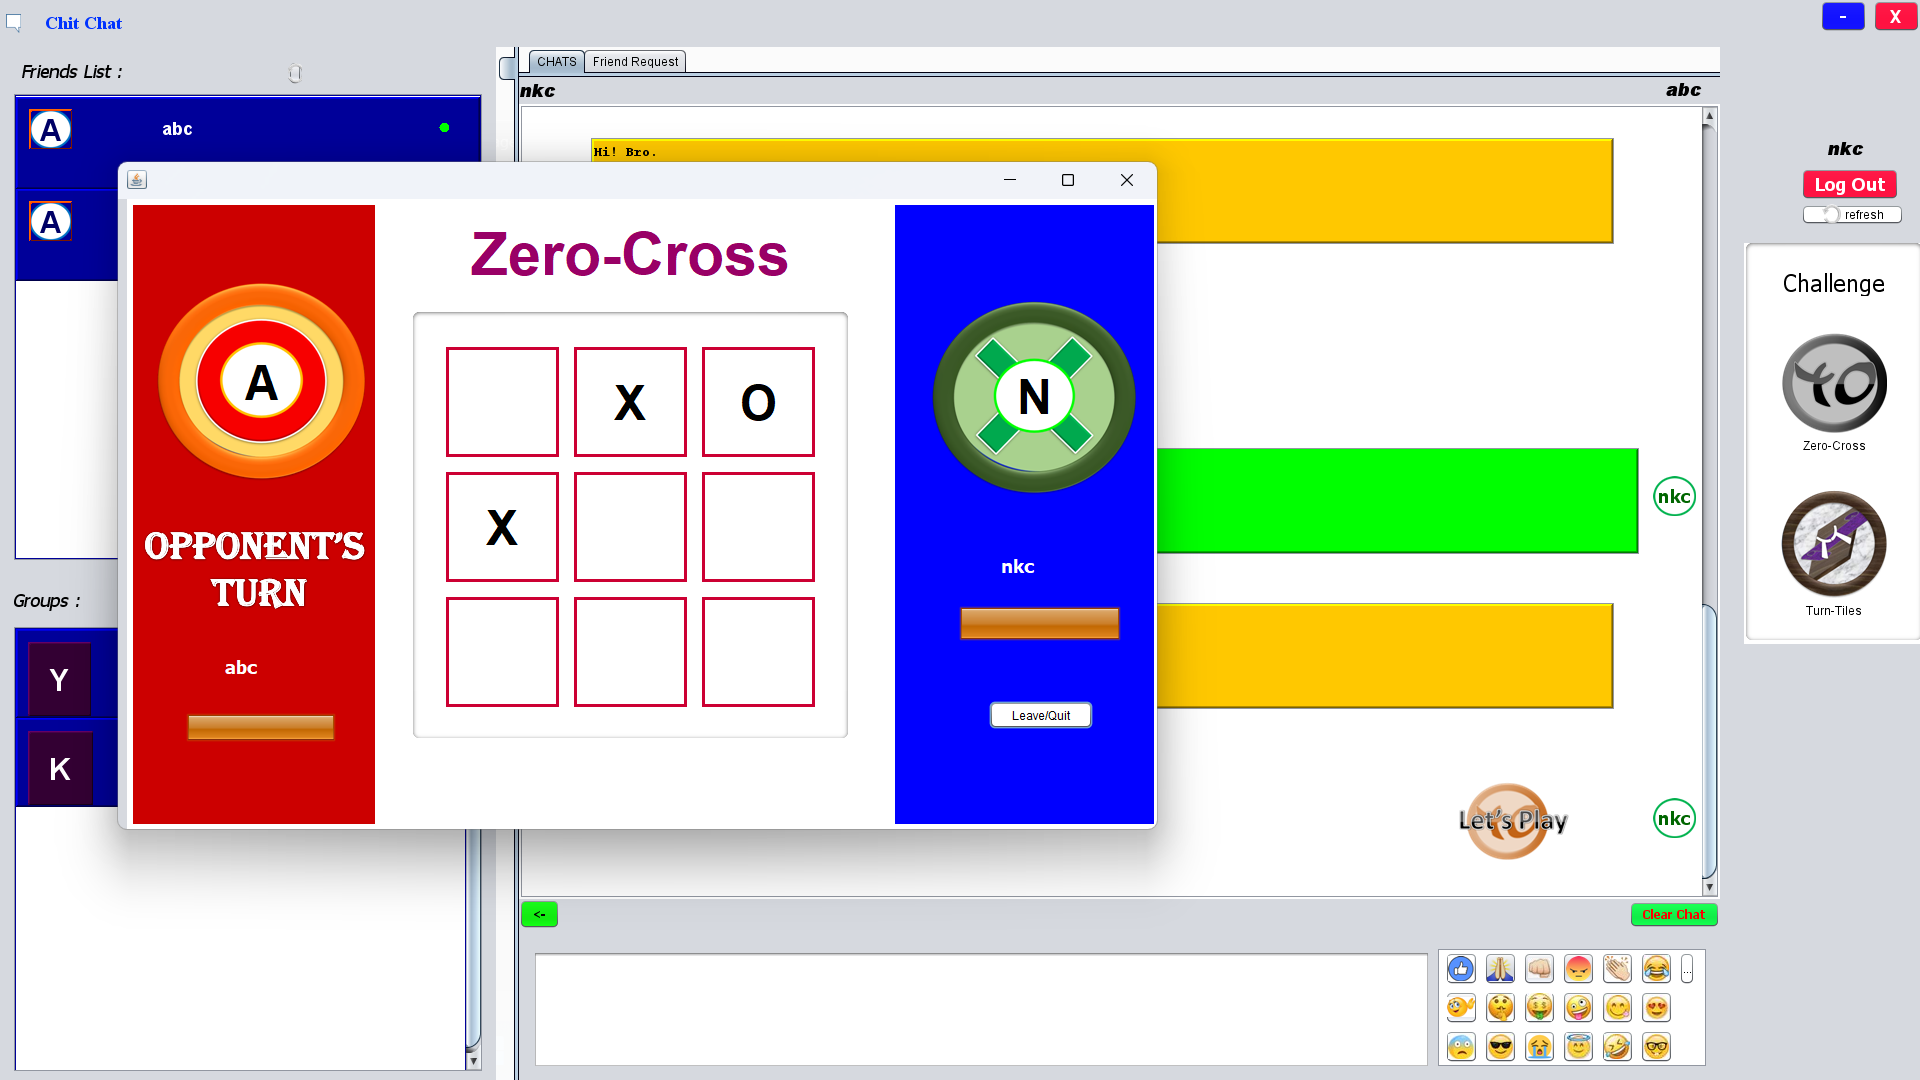 Chit Chat
-
X
Friends List :
CHATS
Friend Request
nkc
abc
A
abc
Hi! Bro.
nkc
Log Out
refresh
A
Zero-Cross
Challenge
A
X
O
N
Zero-Cross
X
nkc
OPPONENT'S
TURN
nkc
Turn-Tiles
Groups :
abc
Y
Leave/Quit
K
Let's Play
nkc
<-
Clear Chat
...